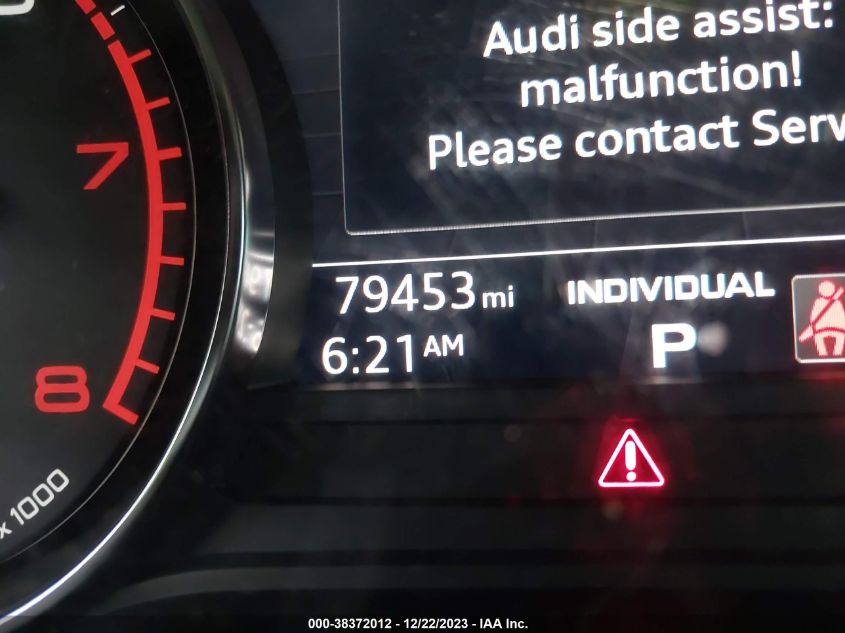 Audi side assist:
malfunction!
Please contact Serv
79453 mi
INDIVIDUAL
6:21 AM
P
7
8
x 1000
000-38372012 - 12/22/2023 - IAA Inc.